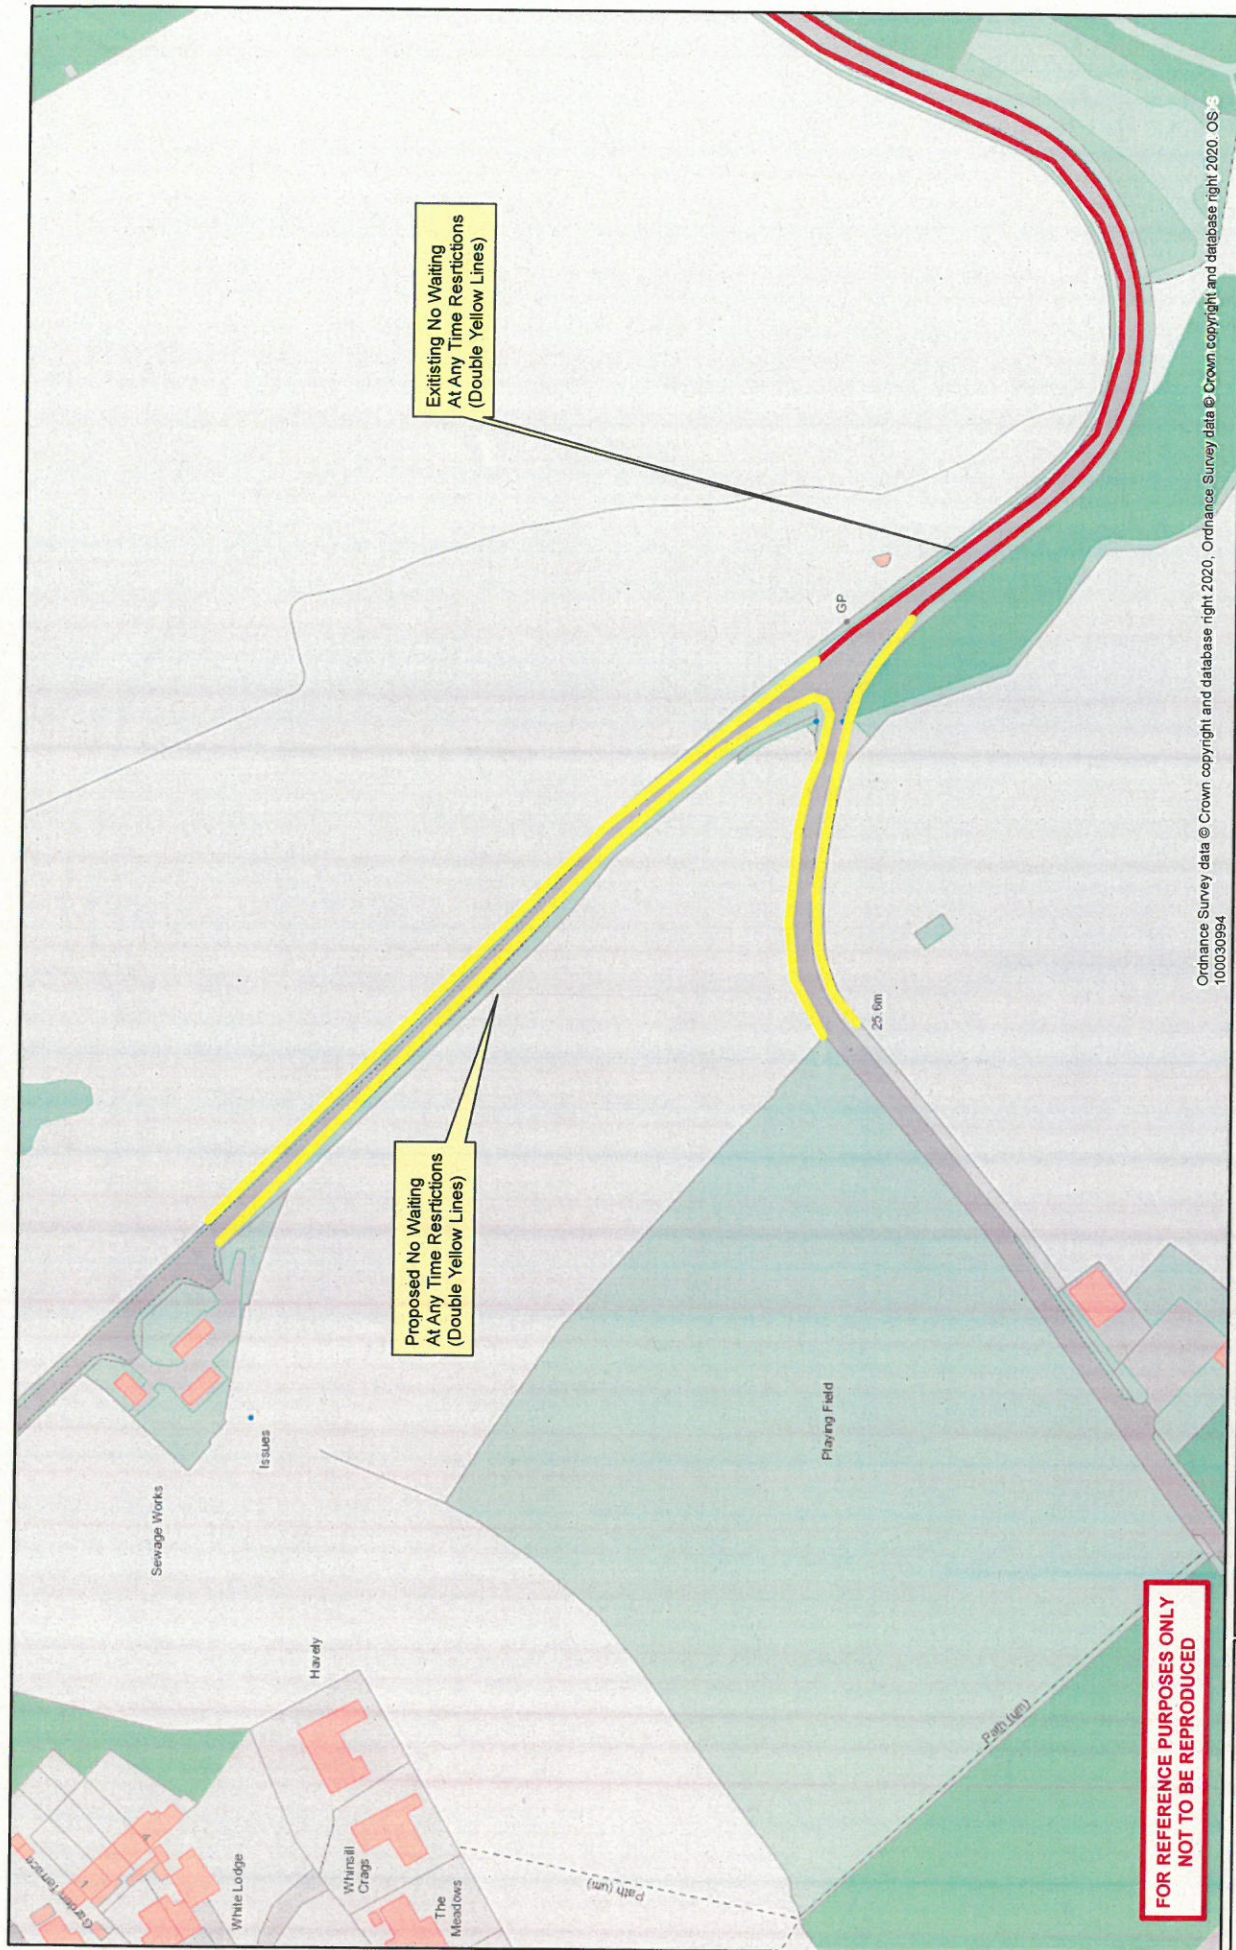 Exitisting No Waiting
At Any Time Resrtictions
(Double Yellow Lines)
Proposed No Waiting
At Any Time Resrtictions
(Double Yellow Lines)
GP
25.6m
Sewage Works
Issues
Playing Field
Havely
Garden Terrace
1
4
White Lodge
Whinsill
Crags
The
Meadows
Path (um)
Path (um)
FOR REFERENCE PURPOSES ONLY
NOT TO BE REPRODUCED
Ordnance Survey data © Crown copyright and database right 2020, Ordnance Survey data © Crown copyright and database right 2020. OS
100030994